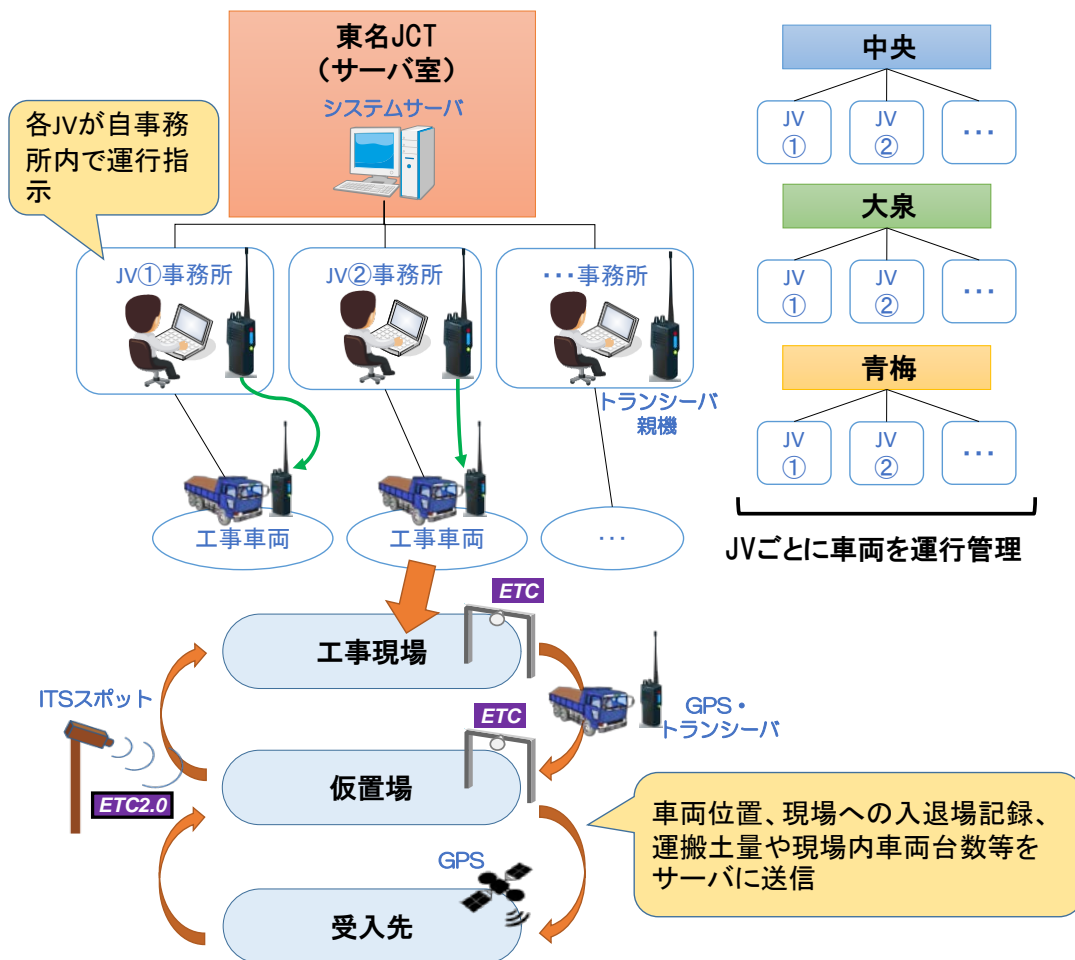 東名JCT
（サーバ室）
システムサーバ
各JVが自事務
所内で運行指
示
JV①事務所
JV②事務所
・・・事務所
トランシーバ
親機
工事車両
工事車両
・・・
中央
JV
①
JV
②
・・・
大泉
JV
①
JV
②
・・・
青梅
JV
①
JV
②
・・・
JVごとに車両を運行管理
ETC
工事現場
ITSスポット
GPS・
トランシーバ
ETC
仮置場
ETC2.0
車両位置、現場への入退場記録、
運搬土量や現場内車両台数等を
サーバに送信
GPS
受入先